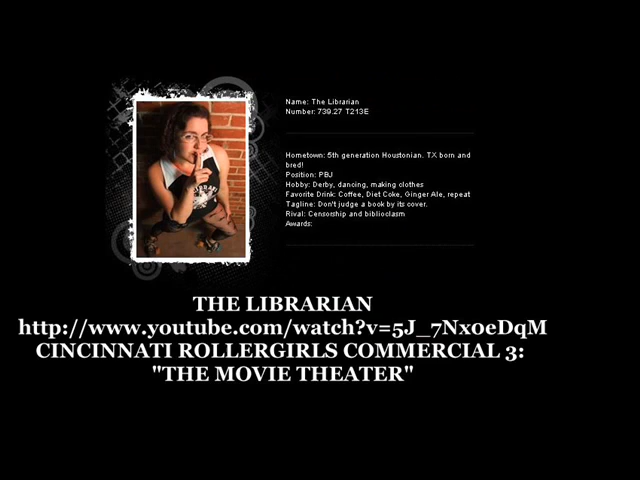 Name: The Librarian
Number: 739.27 T213E
Hometown: 5th generation Houstonian. TX born and
bred!
Position: PBJ
Hobby: Derby, dancing, making clothes
Favorite Drink: Coffee, Diet Coke, Ginger Ale, repeat
Tagline: Don't judge a book by its cover.
Rival: Censorship and biblioclasm
Awards:
THE LIBRARIAN
http://www.youtube.com/watch?v=5J_7Nx0eDqM
CINCINNATI ROLLERGIRLS COMMERCIAL 3:
"THE MOVIE THEATER"